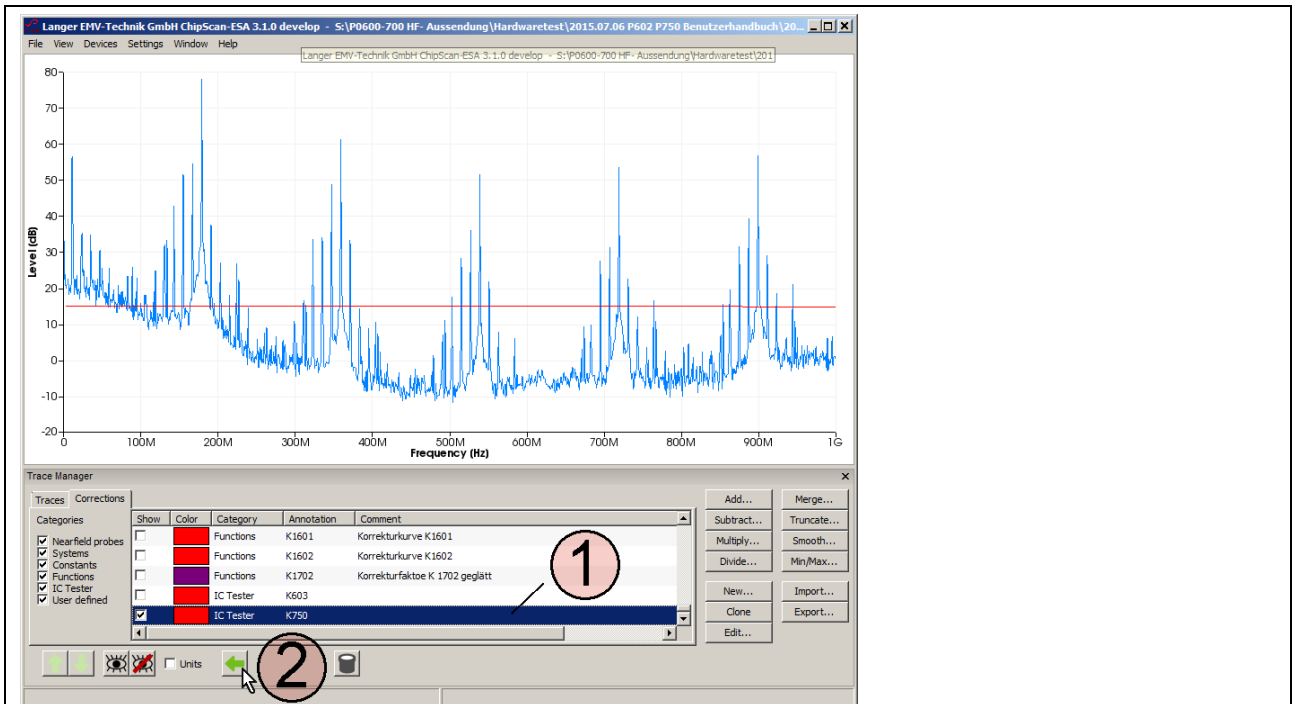 Langer EMV-Technik GmbH ChipScan-ESA 3.1.0 develop - S:\P0600-700 HF- Aussendung\Hardwaretest\2015.07.06 P602 P750 Benutzerhandbuch\20...
File View Devices Settings Window Help
Langer EMV-Technik GmbH ChipScan-ESA 3.1.0 develop - S:\P0600-700 HF- Aussendung\Hardwaretest\201
80
70
60
50
40
30
20
10
0
-10
-20
Level (dB)
0 100M 200M 300M 400M 500M 600M 700M 800M 900M 1G
Frequency (Hz)
Trace Manager
Traces Corrections
Categories
Nearfield probes
Systems
Constants
Functions
IC Tester
User defined
Show Color Category Annotation Comment
Functions K1601 Korrekturkurve K1601
Functions K1602 Korrekturkurve K1602
Functions K1702 Korrekturfaktoe K 1702 geglätt
IC Tester K603
IC Tester K750
1
Add... Merge...
Subtract... Truncate...
Multiply... Smooth...
Divide... Min/Max...
New... Import...
Clone Export...
Edit...
Units
2